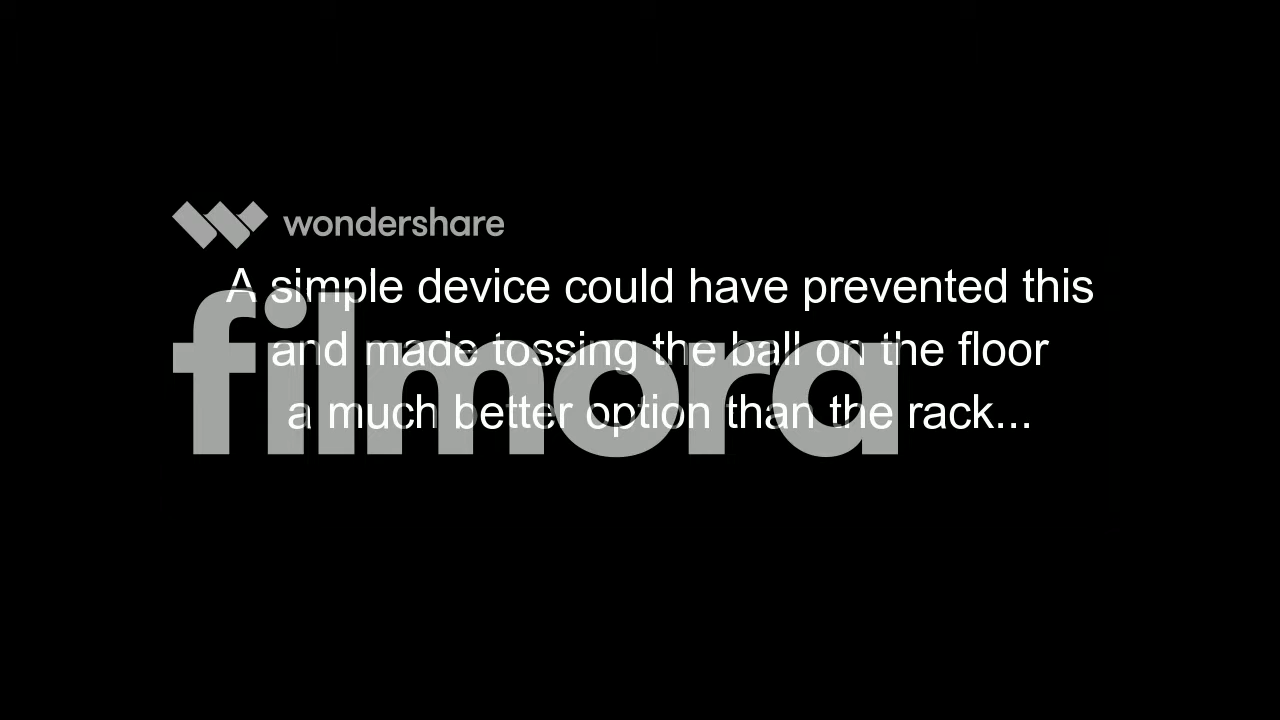 wondershare
A simple device could have prevented this
filmora
and made tossing the ball on the floor
a much better option than the rack...